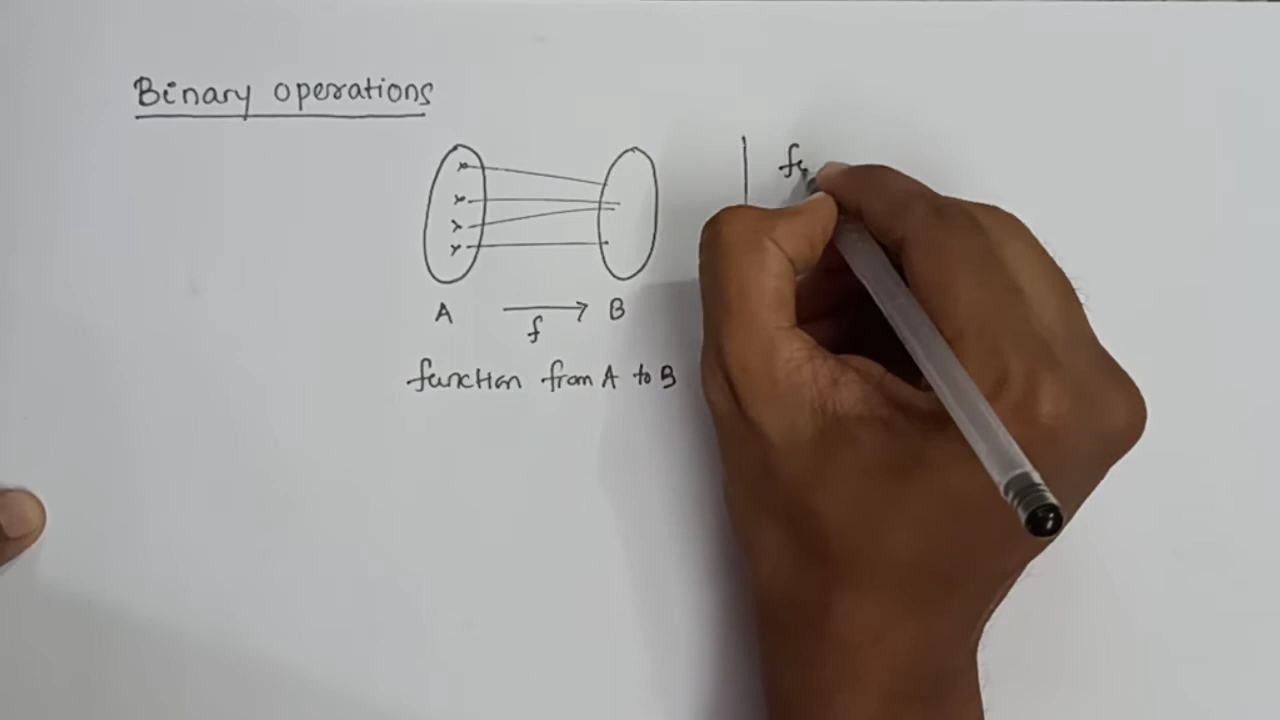 Binary operations
A B
f
function from A to B